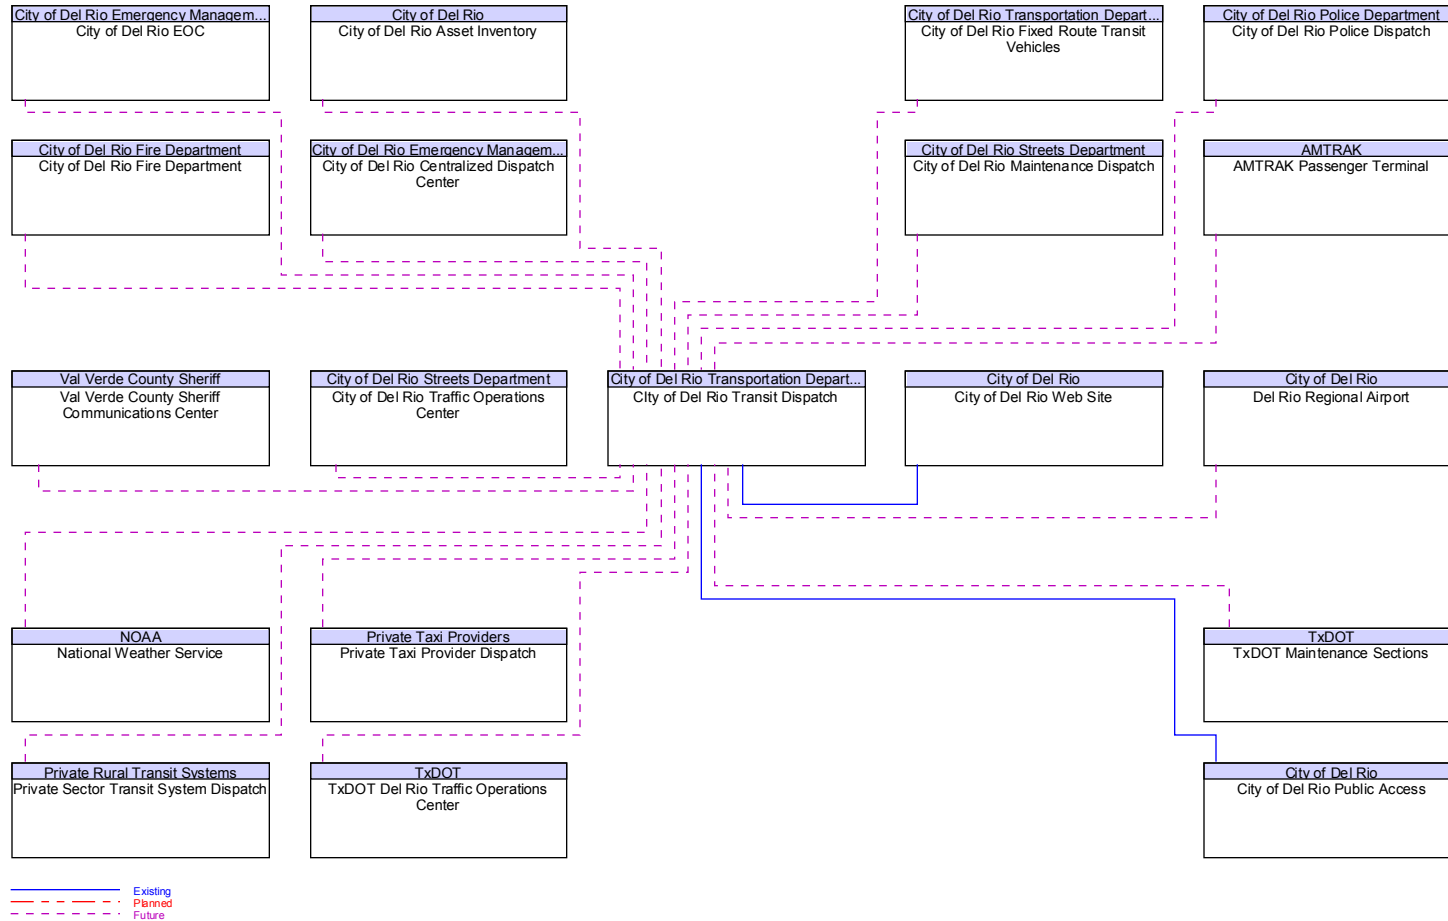 City of Del Rio Emergency Managem...
City of Del Rio EOC
City of Del Rio
City of Del Rio Asset Inventory
City of Del Rio Transportation Depart...
City of Del Rio Fixed Route Transit
Vehicles
City of Del Rio Police Department
City of Del Rio Police Dispatch
City of Del Rio Fire Department
City of Del Rio Fire Department
City of Del Rio Emergency Managem...
City of Del Rio Centralized Dispatch
Center
City of Del Rio Streets Department
City of Del Rio Maintenance Dispatch
AMTRAK
AMTRAK Passenger Terminal
Val Verde County Sheriff
Val Verde County Sheriff
Communications Center
City of Del Rio Streets Department
City of Del Rio Traffic Operations
Center
City of Del Rio Transportation Depart...
CIty of Del Rio Transit Dispatch
City of Del Rio
City of Del Rio Web Site
City of Del Rio
Del Rio Regional Airport
NOAA
National Weather Service
Private Taxi Providers
Private Taxi Provider Dispatch
TxDOT
TxDOT Maintenance Sections
Private Rural Transit Systems
Private Sector Transit System Dispatch
TxDOT
TxDOT Del Rio Traffic Operations
Center
City of Del Rio
City of Del Rio Public Access
Existing
Planned
Future